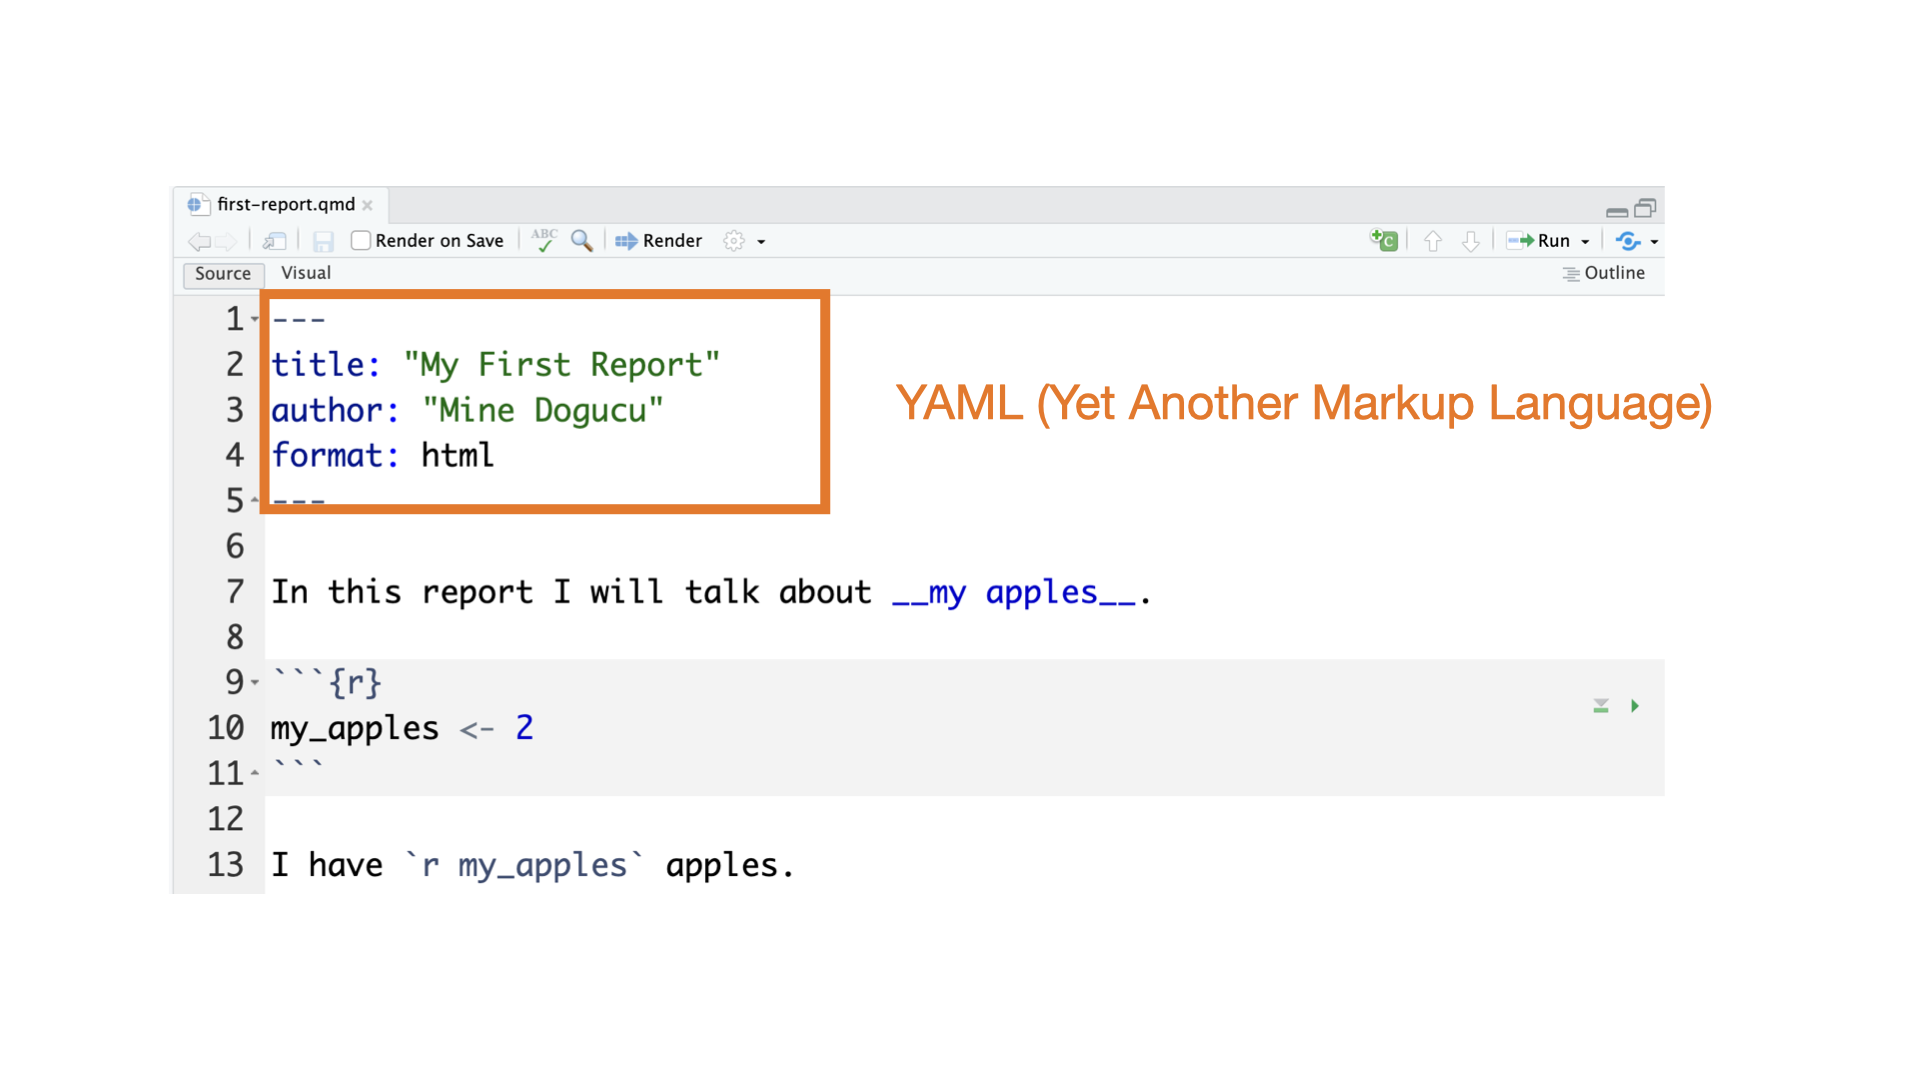 first-report.qmd
Render on Save ABC Render Run
Source Visual Outline
1 ---
2 title: "My First Report"
3 author: "Mine Dogucu"
4 format: html
5 ---
YAML (Yet Another Markup Language)
6
7 In this report I will talk about __my apples__.
8
9 ```{r}
10 my_apples <- 2
11 ```
12
13 I have `r my_apples` apples.